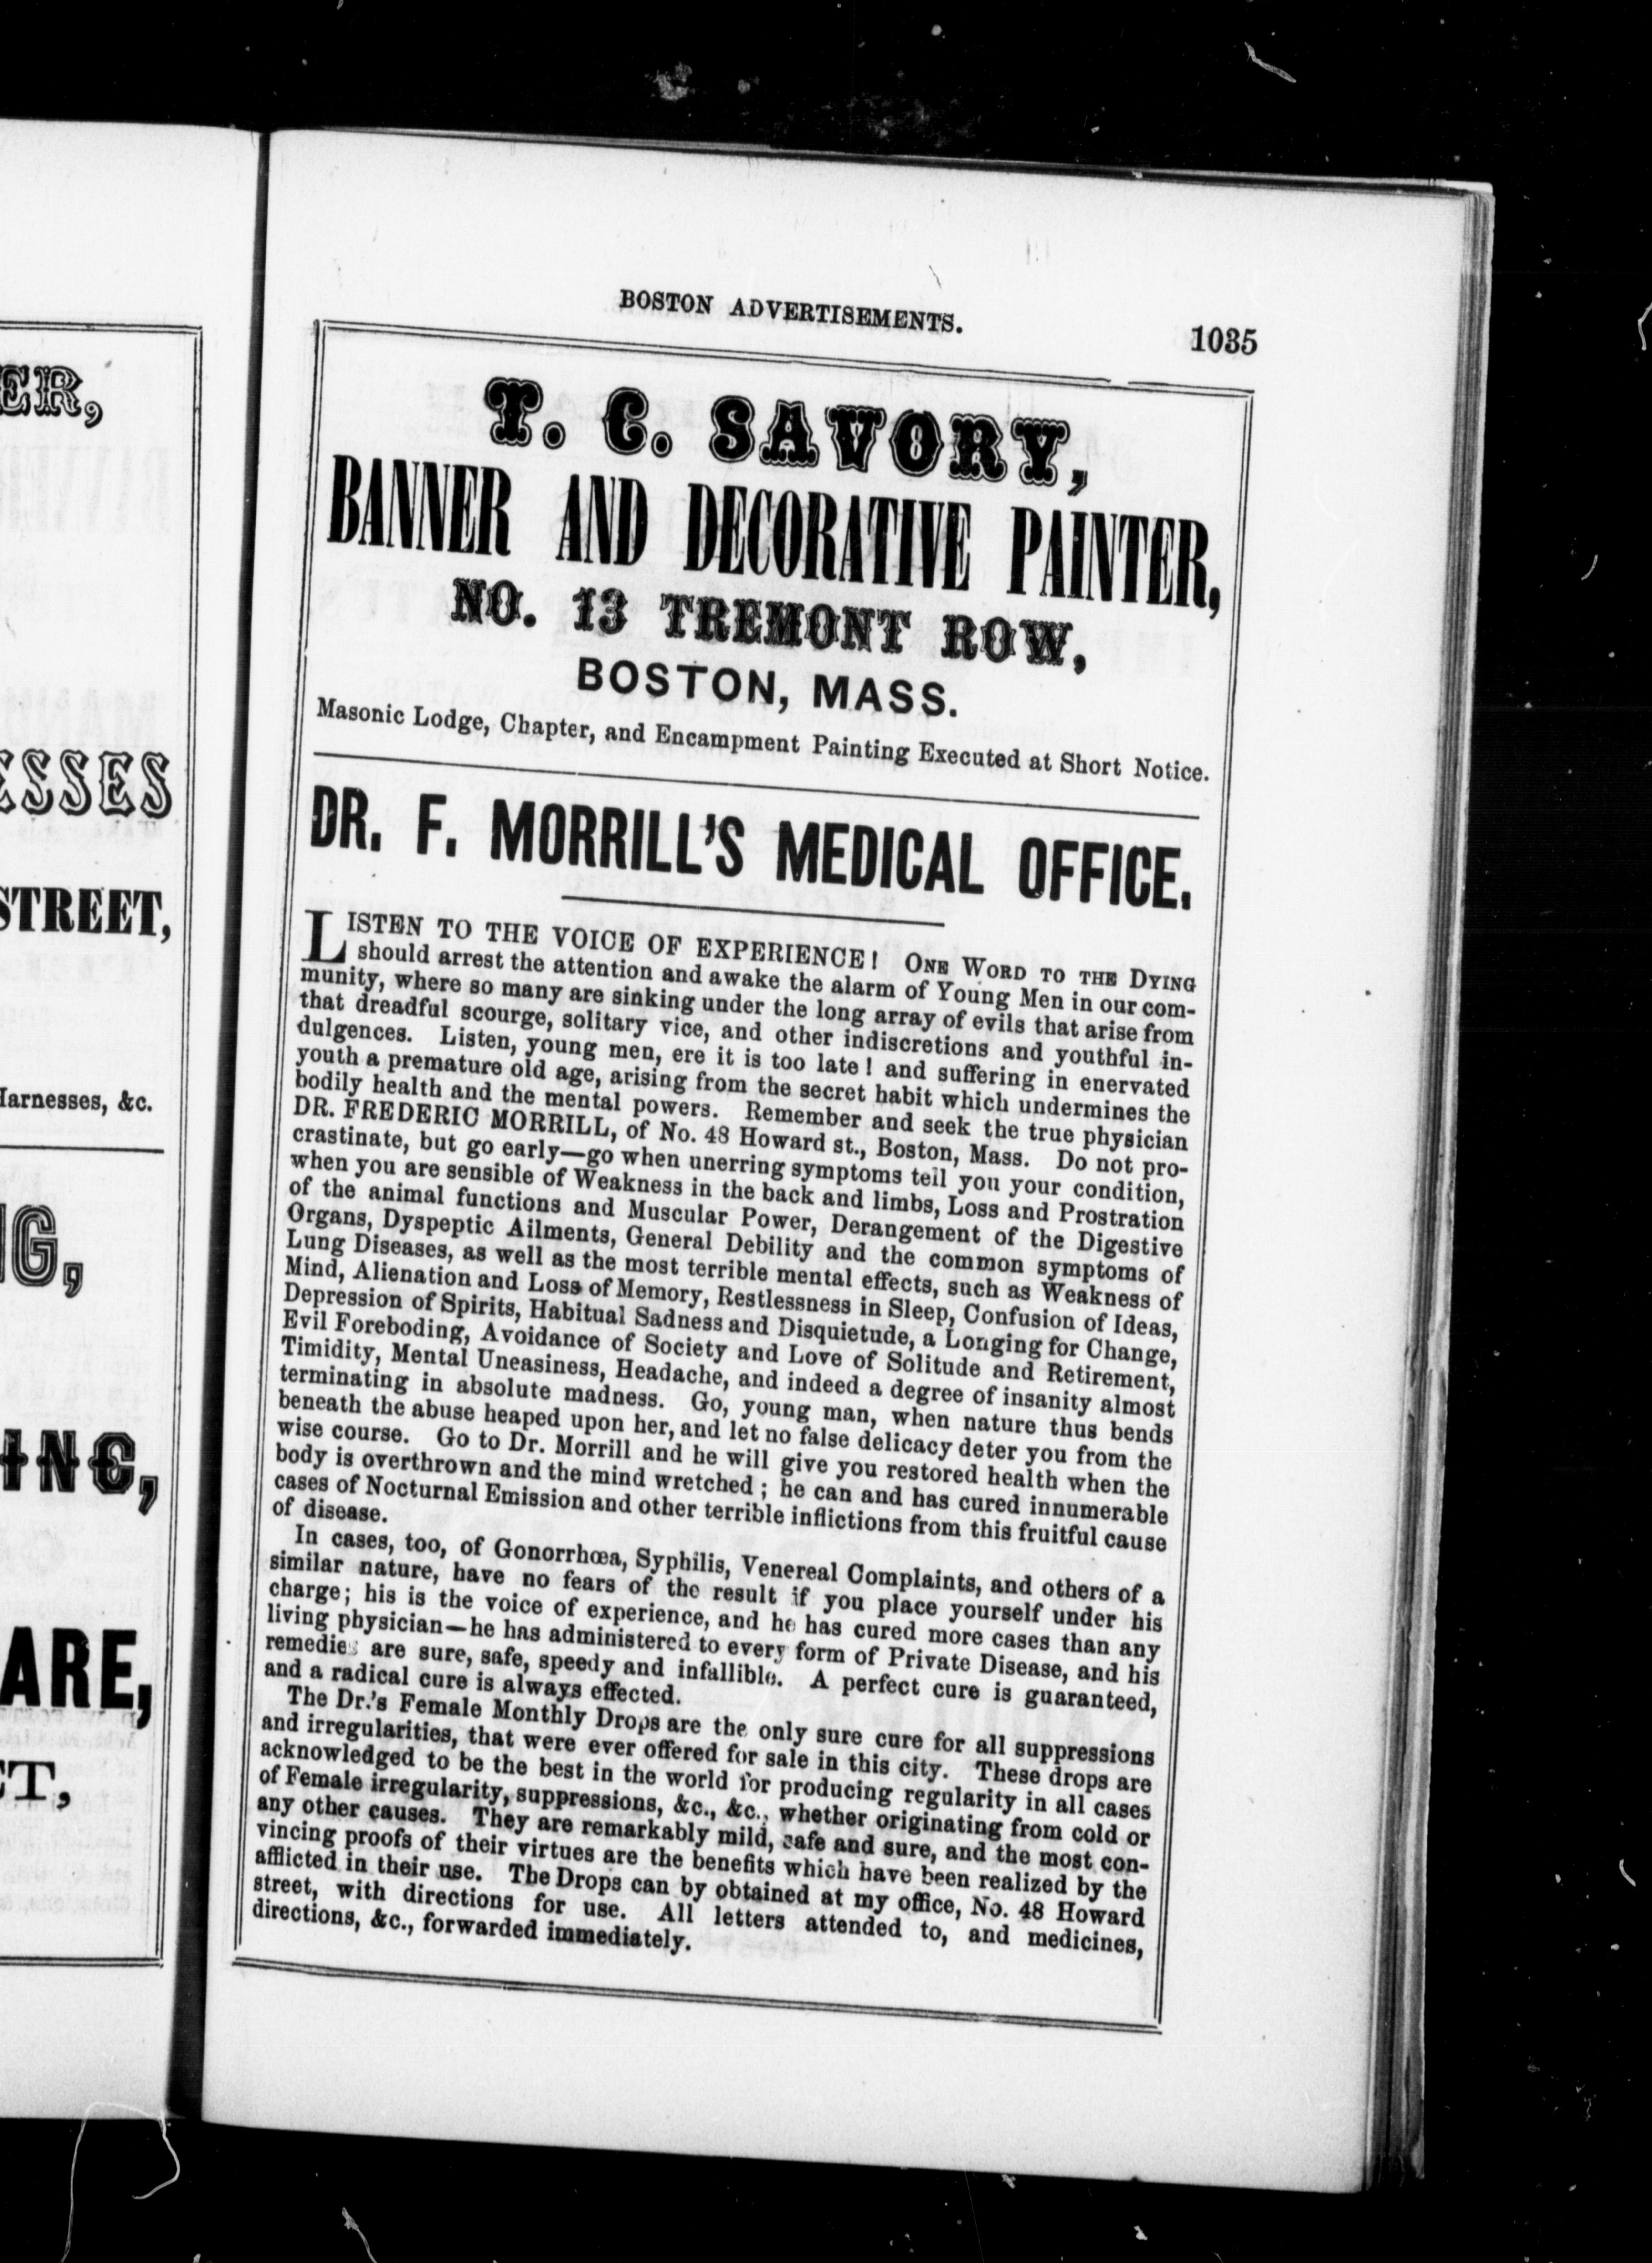 ER,
ESSES
STREET,
Harnesses, &c.
ARE,
BOSTON ADVERTISEMENTS.
1035
T. C. SAVORY,
BANNER AND DECORATIVE PAINTER,
NO. 13 TREMONT ROW,
BOSTON, MASS.
Masonic Lodge, Chapter, and Encampment Painting Executed at Short Notice.
DR. F. MORRILL'S MEDICAL OFFICE.
LISTEN TO THE VOICE OF EXPERIENCE! ONE WORD TO THE DYING
should arrest the attention and awake the alarm of Young Men in our com-
munity, where so many are sinking under the long array of evils that arise from
that dreadful scourge, solitary vice, and other indiscretions and youthful in-
dulgences. Listen, young men, ere it is too late! and suffering in enervated
youth a premature old age, arising from the secret habit which undermines the
bodily health and the mental powers. Remember and seek the true physician
DR. FREDERIC MORRILL, of No. 48 Howard st., Boston, Mass. Do not pro-
crastinate, but go early—go when unerring symptoms tell you your condition,
when you are sensible of Weakness in the back and limbs, Loss and Prostration
of the animal functions and Muscular Power, Derangement of the Digestive
Organs, Dyspeptic Ailments, General Debility and the common symptoms of
Lung Diseases, as well as the most terrible mental effects, such as Weakness of
Mind, Alienation and Loss of Memory, Restlessness in Sleep, Confusion of Ideas,
Depression of Spirits, Habitual Sadness and Disquietude, a Longing for Change,
Evil Foreboding, Avoidance of Society and Love of Solitude and Retirement,
Timidity, Mental Uneasiness, Headache, and indeed a degree of insanity almost
terminating in absolute madness. Go, young man, when nature thus bends
beneath the abuse heaped upon her, and let no false delicacy deter you from the
wise course. Go to Dr. Morrill and he will give you restored health when the
body is overthrown and the mind wretched; he can and has cured innumerable
cases of Nocturnal Emission and other terrible inflictions from this fruitful cause
of disease.
In cases, too, of Gonorrhœa, Syphilis, Venereal Complaints, and others of a
similar nature, have no fears of the result if you place yourself under his
charge; his is the voice of experience, and he has cured more cases than any
living physician—he has administered to every form of Private Disease, and his
remedies are sure, safe, speedy and infallible. A perfect cure is guaranteed,
and a radical cure is always effected.
The Dr.'s Female Monthly Drops are the only sure cure for all suppressions
and irregularities, that were ever offered for sale in this city. These drops are
acknowledged to be the best in the world for producing regularity in all cases
of Female irregularity, suppressions, &c., &c., whether originating from cold or
any other causes. They are remarkably mild, safe and sure, and the most con-
vincing proofs of their virtues are the benefits which have been realized by the
afflicted in their use. The Drops can by obtained at my office, No. 48 Howard
street, with directions for use. All letters attended to, and medicines,
directions, &c., forwarded immediately.